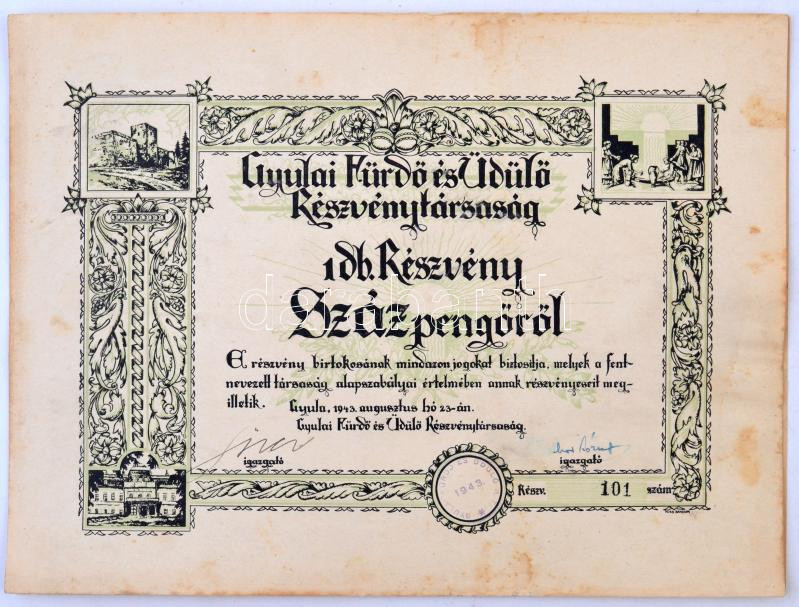 Gyulai Fürdő és Üdülő
Részvénytársaság
1 db. Részvény
Száz pengőről
E részvény birtokosának mindazon jogokat biztosítja, melyek a fent-
nevezett társaság alapszabályai értelmében annak részvényeseit meg-
illetik.
Gyula, 1943. augusztus hó 23-án.
Gyulai Fürdő és Üdülő Részvénytársaság.
igazgató
igazgató
1943.
Részv. 101 szám
darabanth